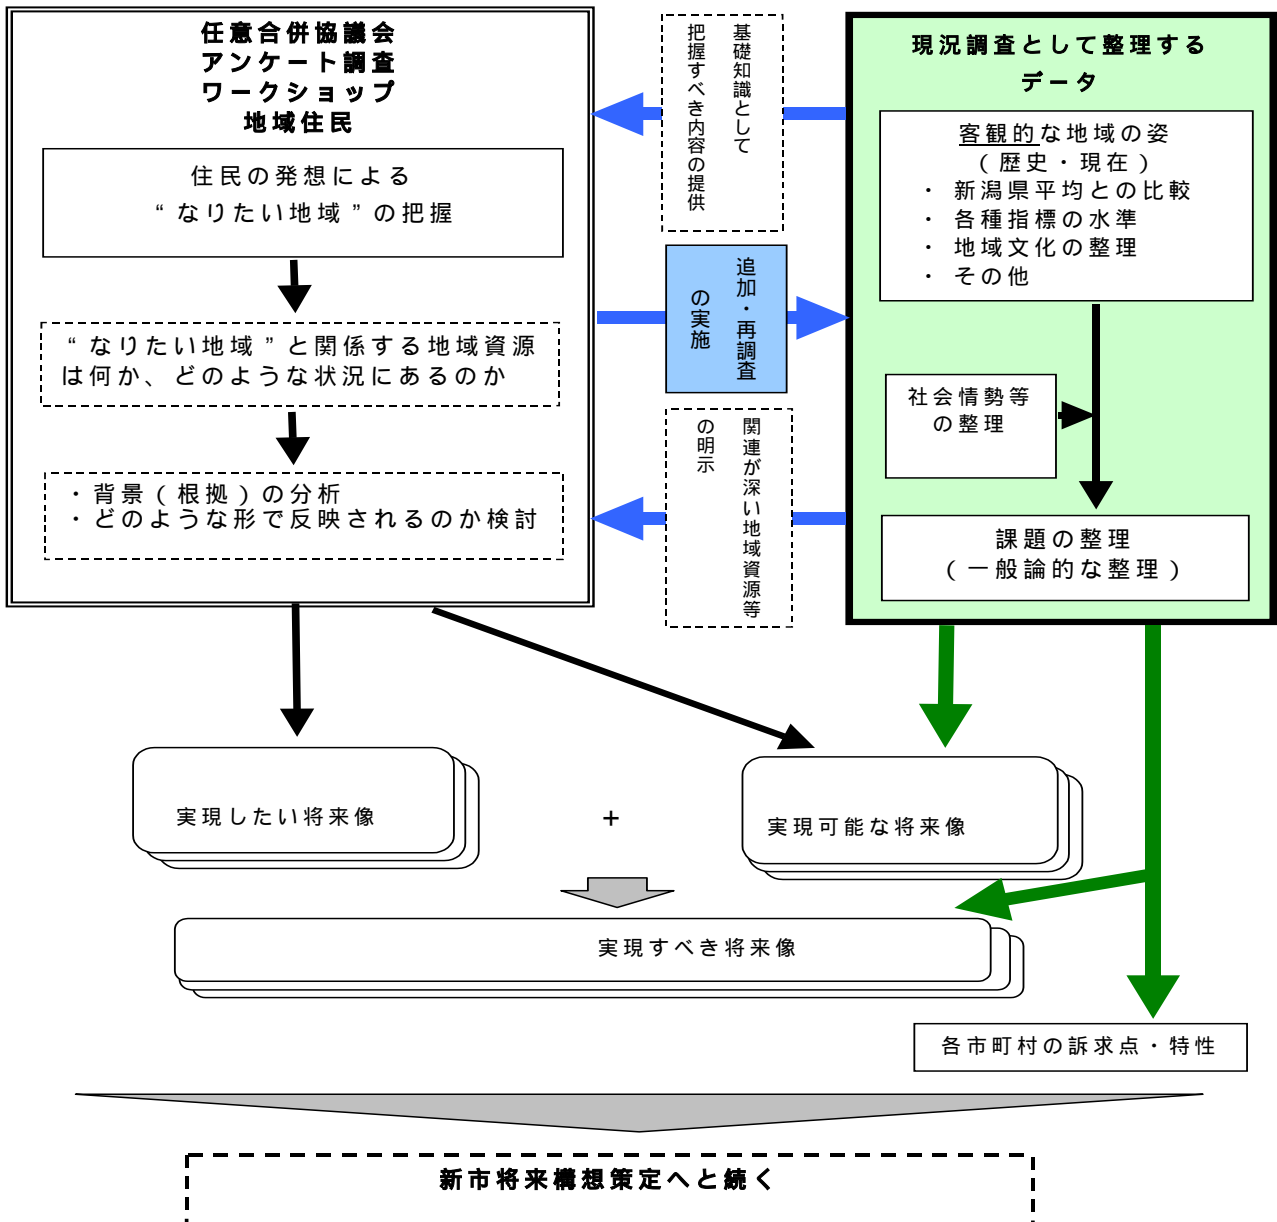 任意合併協議会
アンケート調査
ワークショップ
地域住民
住民の発想による
“なりたい地域”の把握
“なりたい地域”と関係する地域資源
は何か、どのような状況にあるのか
・背景(根拠)の分析
・どのような形で反映されるのか検討
基礎知識として
把握すべき内容の提供
追加・再調査
の実施
関連が深い地域資源等
の明示
現況調査として整理する
データ
客観的な地域の姿
(歴史・現在)
・ 新潟県平均との比較
・ 各種指標の水準
・ 地域文化の整理
・ その他
社会情勢等
の整理
課題の整理
(一般論的な整理)
実現したい将来像
+
実現可能な将来像
実現すべき将来像
各市町村の訴求点・特性
新市将来構想策定へと続く